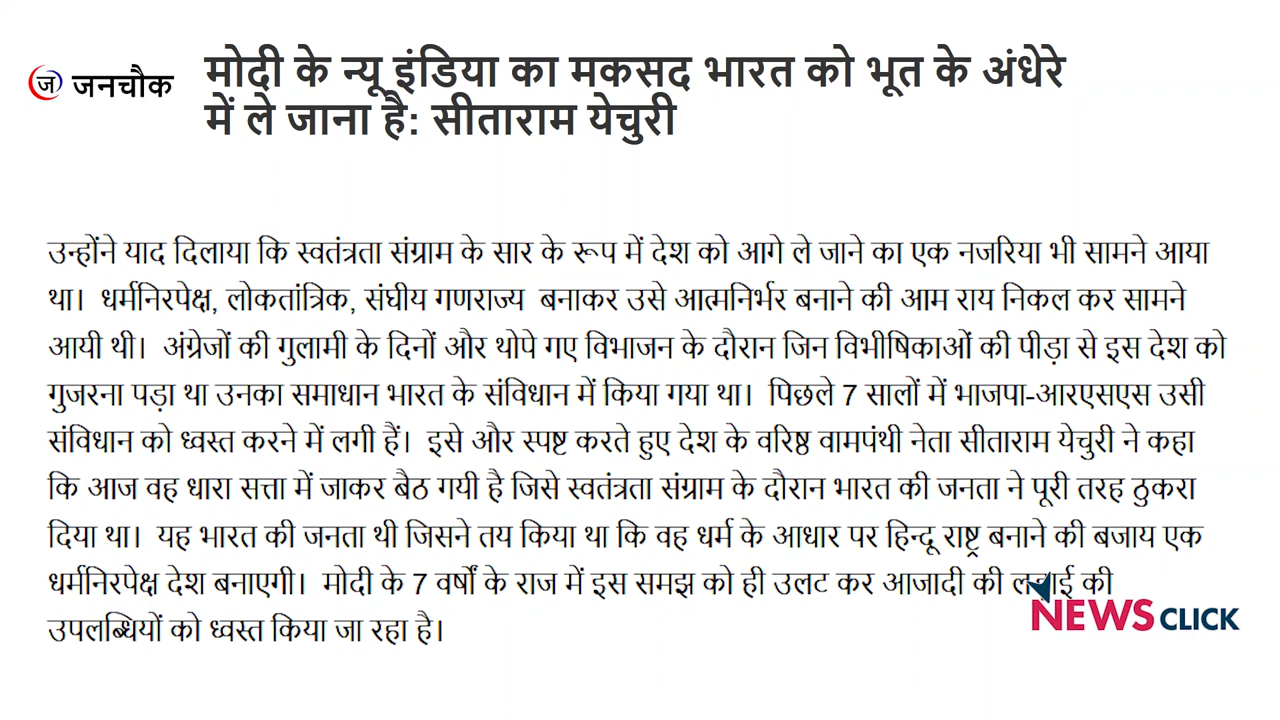 ज जनचौक
मोदी के न्यू इंडिया का मकसद भारत को भूत के अंधेरे
में ले जाना है: सीताराम येचुरी
उन्होंने याद दिलाया कि स्वतंत्रता संग्राम के सार के रूप में देश को आगे ले जाने का एक नजरिया भी सामने आया
था। धर्मनिरपेक्ष, लोकतांत्रिक, संघीय गणराज्य बनाकर उसे आत्मनिर्भर बनाने की आम राय निकल कर सामने
आयी थी। अंग्रेजों की गुलामी के दिनों और थोपे गए विभाजन के दौरान जिन विभीषिकाओं की पीड़ा से इस देश को
गुजरना पड़ा था उनका समाधान भारत के संविधान में किया गया था। पिछले 7 सालों में भाजपा-आरएसएस उसी
संविधान को ध्वस्त करने में लगी हैं। इसे और स्पष्ट करते हुए देश के वरिष्ठ वामपंथी नेता सीताराम येचुरी ने कहा
कि आज वह धारा सत्ता में जाकर बैठ गयी है जिसे स्वतंत्रता संग्राम के दौरान भारत की जनता ने पूरी तरह ठुकरा
दिया था। यह भारत की जनता थी जिसने तय किया था कि वह धर्म के आधार पर हिन्दू राष्ट्र बनाने की बजाय एक
धर्मनिरपेक्ष देश बनाएगी। मोदी के 7 वर्षों के राज में इस समझ को ही उलट कर आजादी की लड़ाई की
उपलब्धियों को ध्वस्त किया जा रहा है।
NEWSCLICK